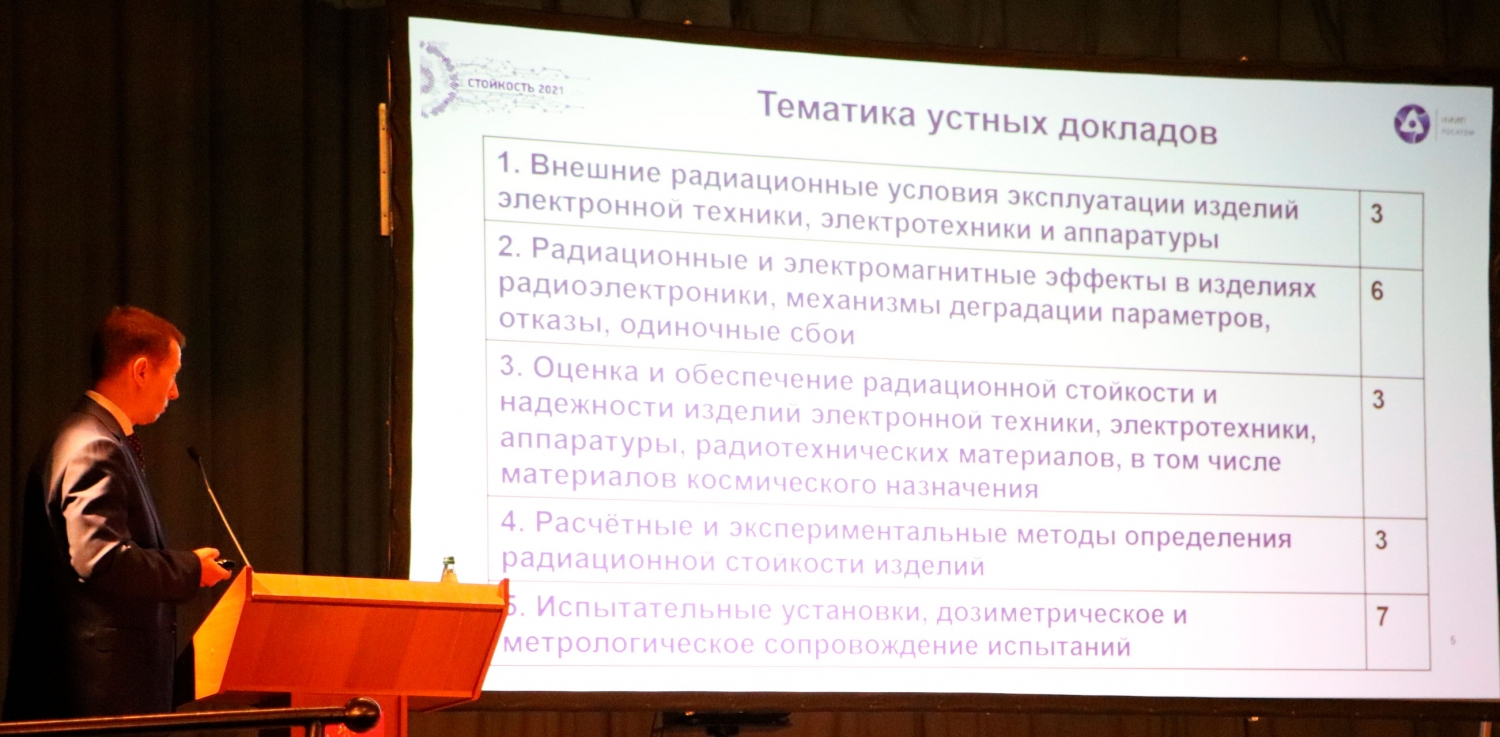 СТОЙКОСТЬ 2021
Тематика устных докладов
НИИП
РОСАТОМ
1. Внешние радиационные условия эксплуатации изделий
электронной техники, электротехники и аппаратуры
3
2. Радиационные и электромагнитные эффекты в изделиях
радиоэлектроники, механизмы деградации параметров,
отказы, одиночные сбои
6
3. Оценка и обеспечение радиационной стойкости и
надежности изделий электронной техники, электротехники,
аппаратуры, радиотехнических материалов, в том числе
материалов космического назначения
3
4. Расчётные и экспериментальные методы определения
радиационной стойкости изделий
3
5. Испытательные установки, дозиметрическое и
метрологическое сопровождение испытаний
7
5